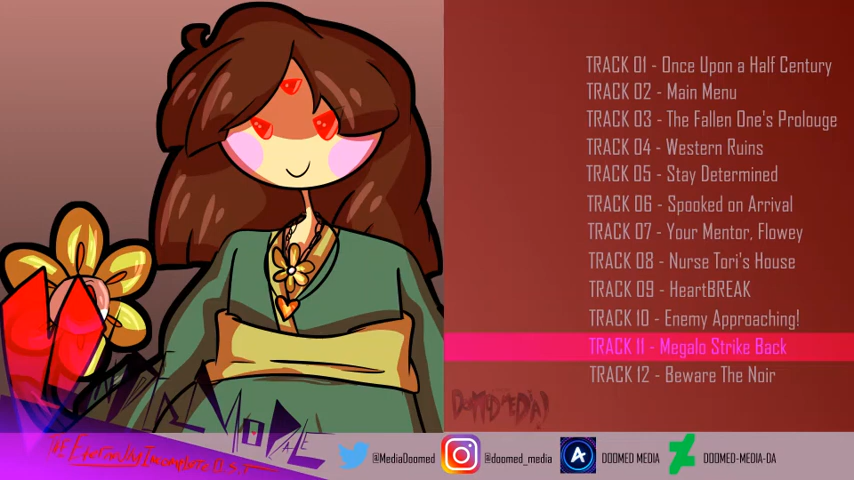 TRACK 01 - Once Upon a Half Century
TRACK 02 - Main Menu
TRACK 03 - The Fallen One's Prolouge
TRACK 04 - Western Ruins
TRACK 05 - Stay Determined
TRACK 06 - Spooked on Arrival
TRACK 07 - Your Mentor, Flowey
TRACK 08 - Nurse Tori's House
TRACK 09 - HeartBREAK
TRACK 10 - Enemy Approaching!
TRACK 11 - Megalo Strike Back
TRACK 12 - Beware The Noir
DOOMEDMEDIA
THE
O.S.T
@MediaDoomed
@doomed_media
A
DOOMED MEDIA
DOOMED-MEDIA-DA